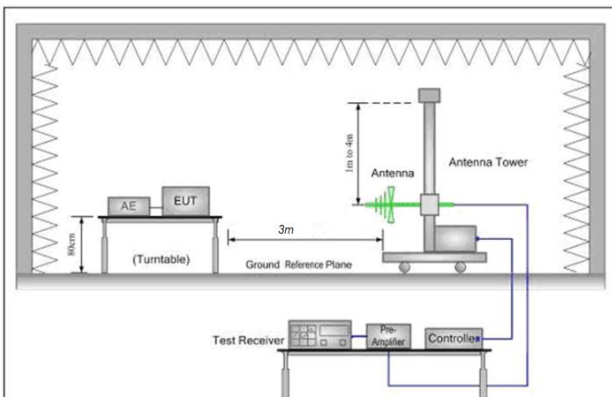 1m to 4m
Antenna
Antenna Tower
AE
EUT
80cm
(Turntable)
3m
Ground Reference Plane
Test Receiver
Pre-
Amplifier
Controller